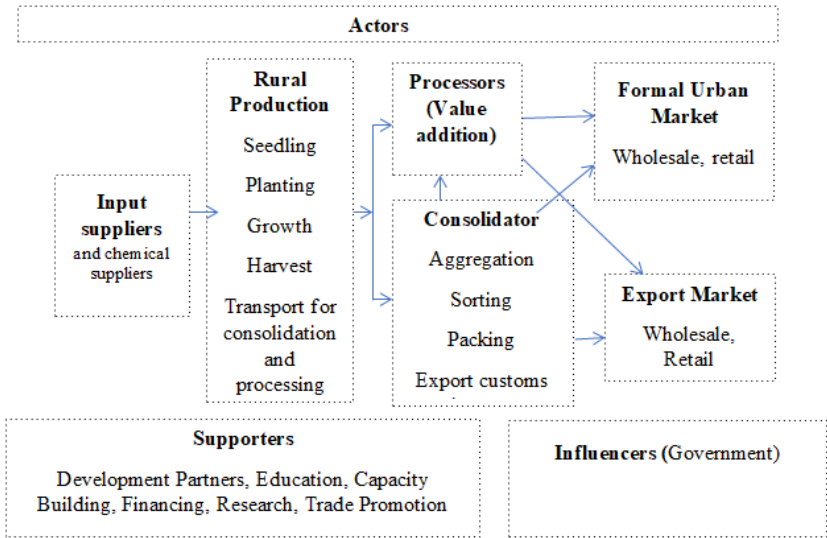 Actors
Input
suppliers
and chemical
suppliers
Rural
Production
Seedling
Planting
Growth
Harvest
Transport for
consolidation
and
processing
Processors
(Value
addition)
Consolidator
Aggregation
Sorting
Packing
Export customs
Formal Urban
Market
Wholesale, retail
Export Market
Wholesale,
Retail
Supporters
Development Partners, Education, Capacity
Building, Financing, Research, Trade Promotion
Influencers (Government)